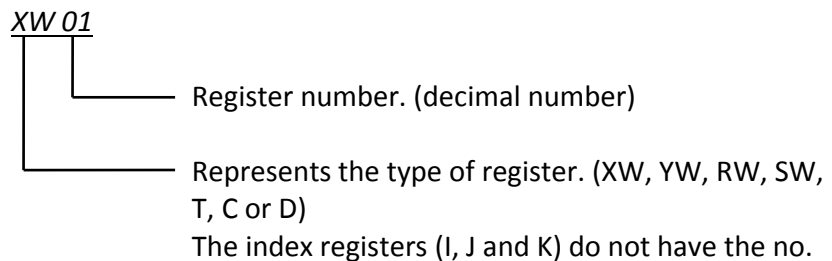 XW 01
Register number. (decimal number)
Represents the type of register. (XW, YW, RW, SW,
T, C or D)
The index registers (I, J and K) do not have the no.